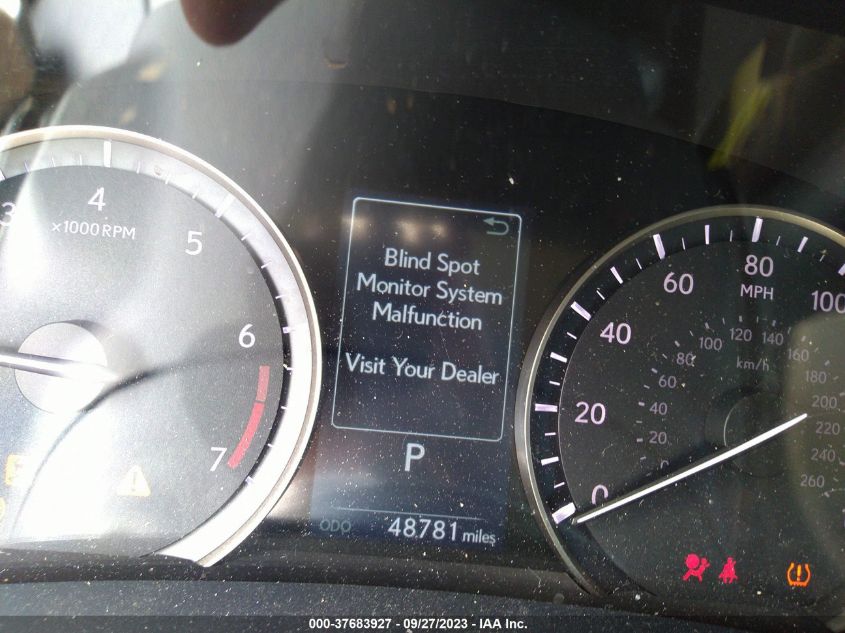 3
4
×1000 RPM
5
6
7
Blind Spot
Monitor System
Malfunction
Visit Your Dealer
P
ODO 48781 miles
0
20
40
60
80
100
MPH
km/h
0
20
40
60
80
100
120
140
160
180
200
220
240
260
000-37683927 - 09/27/2023 - IAA Inc.